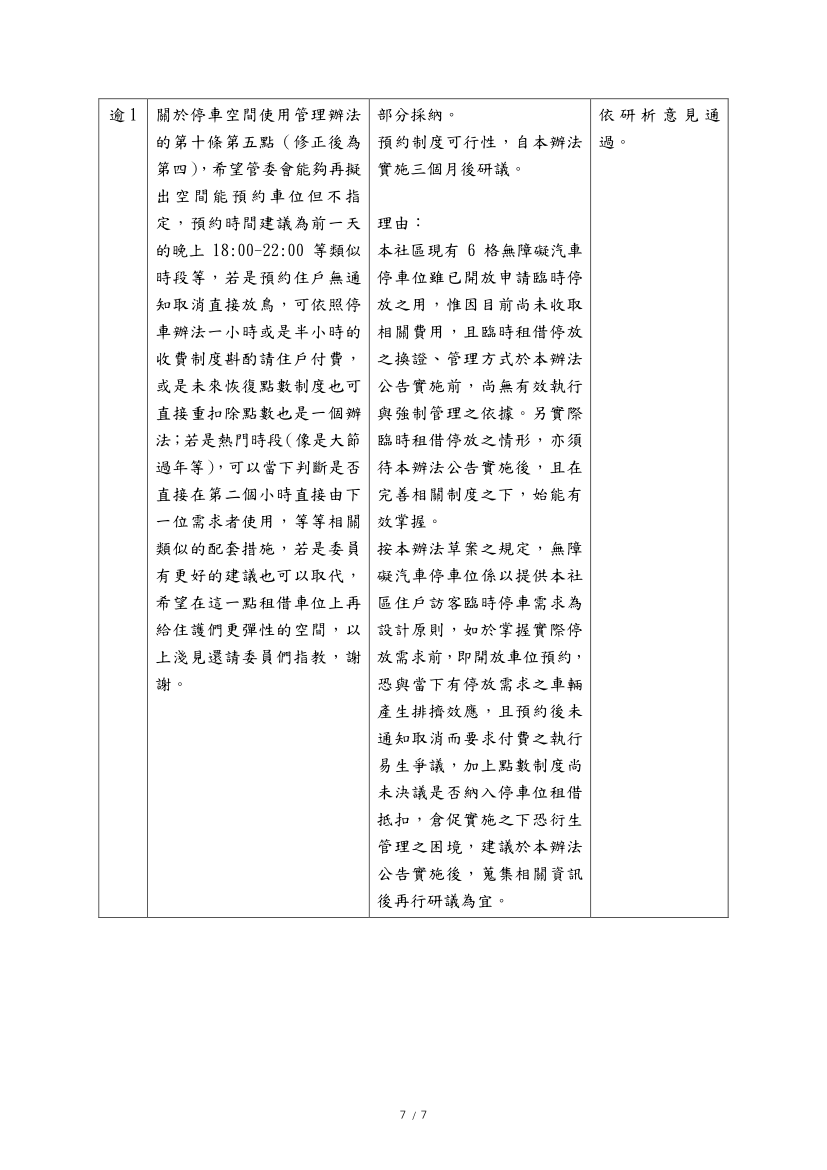 逾1
關於停車空間使用管理辦法
的第十條第五點（修正後為
第四），希望管委會能夠再擬
出空間能預約車位但不指
定，預約時間建議為前一天
的晚上 18:00-22:00 等類似
時段等，若是預約住戶無通
知取消直接放鳥，可依照停
車辦法一小時或是半小時的
收費制度斟酌請住戶付費，
或是未來恢復點數制度也可
直接重扣除點數也是一個辦
法；若是熱門時段（像是大節
過年等），可以當下判斷是否
直接在第二個小時直接由下
一位需求者使用，等等相關
類似的配套措施，若是委員
有更好的建議也可以取代，
希望在這一點租借車位上再
給住護們更彈性的空間，以
上淺見還請委員們指教，謝
謝。
部分採納。
預約制度可行性，自本辦法
實施三個月後研議。
理由：
本社區現有 6 格無障礙汽車
停車位雖已開放申請臨時停
放之用，惟因目前尚未收取
相關費用，且臨時租借停放
之換證、管理方式於本辦法
公告實施前，尚無有效執行
與強制管理之依據。另實際
臨時租借停放之情形，亦須
待本辦法公告實施後，且在
完善相關制度之下，始能有
效掌握。
按本辦法草案之規定，無障
礙汽車停車位係以提供本社
區住戶訪客臨時停車需求為
設計原則，如於掌握實際停
放需求前，即開放車位預約，
恐與當下有停放需求之車輛
產生排擠效應，且預約後未
通知取消而要求付費之執行
易生爭議，加上點數制度尚
未決議是否納入停車位租借
抵扣，倉促實施之下恐衍生
管理之困境，建議於本辦法
公告實施後，蒐集相關資訊
後再行研議為宜。
依研析意見通
過。
7 / 7